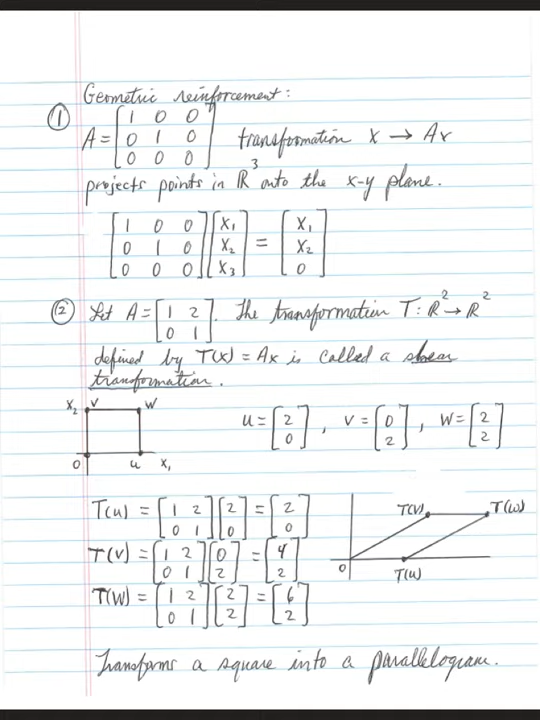 Geometric reinforcement:
① A = [1 0 0; 0 1 0; 0 0 0] transformation X → Ax
projects points in R³ onto the x-y plane.
[1 0 0; 0 1 0; 0 0 0] [X₁; X₂; X₃] = [X₁; X₂; 0]
② Let A = [1 2; 0 1]. The transformation T: R² → R²
defined by T(x) = Ax is called a shear
transformation.
X₂ V W
0 u X₁
u = [2; 0], v = [0; 2], w = [2; 2]
T(u) = [1 2; 0 1] [2; 0] = [2; 0]
T(v) = [1 2; 0 1] [0; 2] = [4; 2]
T(w) = [1 2; 0 1] [2; 2] = [6; 2]
T(v) T(w)
0 T(u)
Transforms a square into a parallelogram.